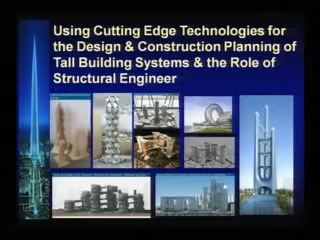 Using Cutting Edge Technologies for
the Design & Construction Planning of
Tall Building Systems & the Role of
Structural Engineer